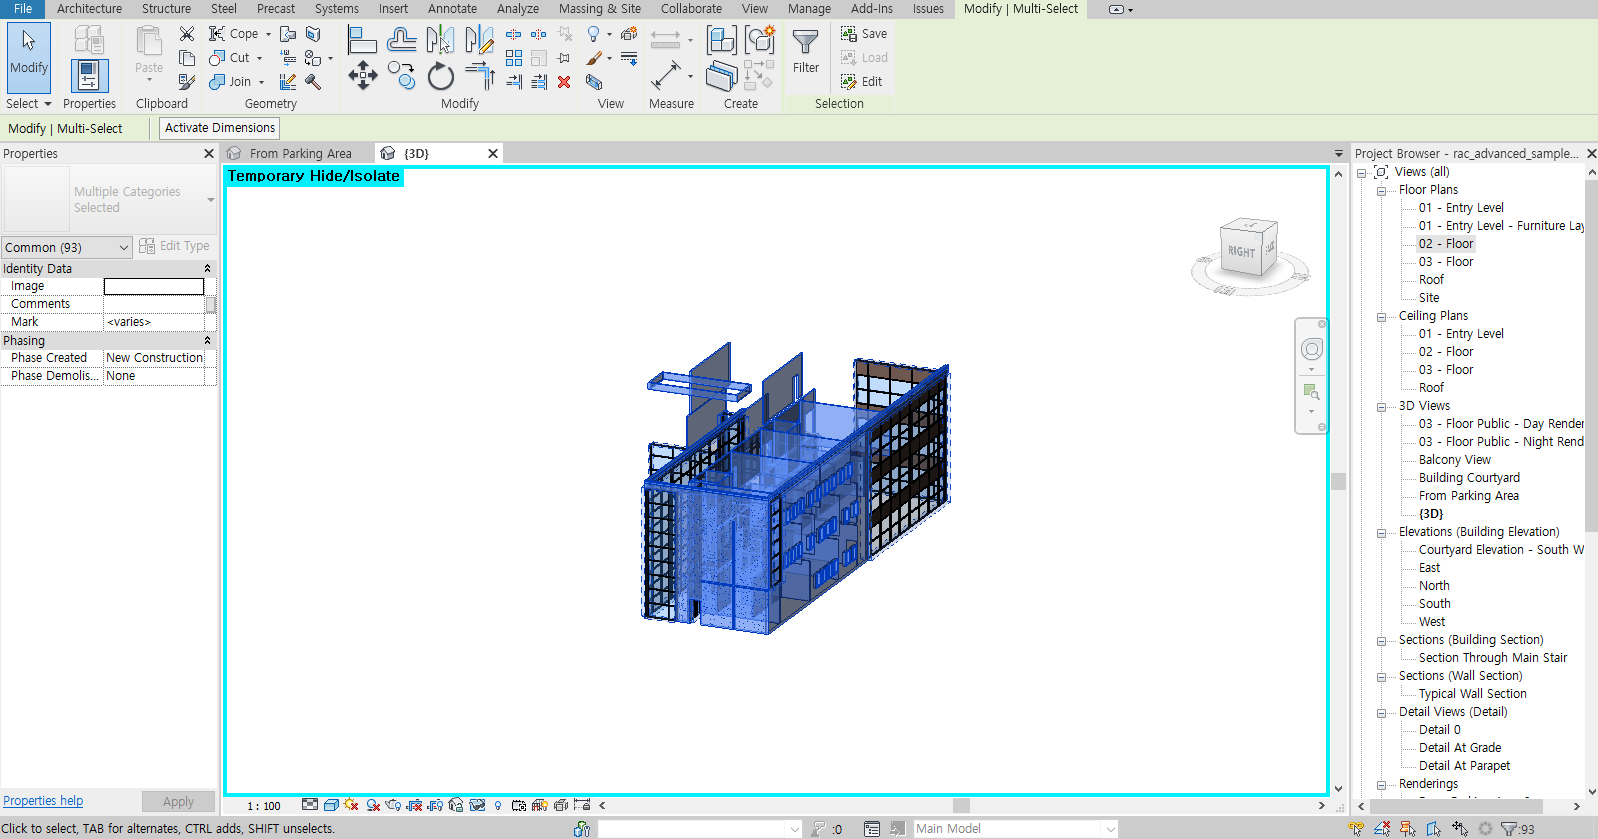 File Architecture Structure Steel Precast Systems Insert Annotate Analyze Massing & Site Collaborate View Manage Add-Ins Issues Modify | Multi-Select
Modify
Paste
Cope
Cut
Join
Filter
Save
Load
Edit
Select Properties Clipboard Geometry Modify View Measure Create Selection
Modify | Multi-Select Activate Dimensions
Properties
Multiple Categories
Selected
Common (93) Edit Type
Identity Data
Image
Comments
Mark <varies>
Phasing
Phase Created New Construction
Phase Demolis... None
Properties help Apply
From Parking Area {3D}
Temporary Hide/Isolate
RIGHT
1 : 100
Project Browser - rac_advanced_sample...
Views (all)
Floor Plans
01 - Entry Level
01 - Entry Level - Furniture Lay
02 - Floor
03 - Floor
Roof
Site
Ceiling Plans
01 - Entry Level
02 - Floor
03 - Floor
Roof
3D Views
03 - Floor Public - Day Render
03 - Floor Public - Night Rend
Balcony View
Building Courtyard
From Parking Area
{3D}
Elevations (Building Elevation)
Courtyard Elevation - South W
East
North
South
West
Sections (Building Section)
Section Through Main Stair
Sections (Wall Section)
Typical Wall Section
Detail Views (Detail)
Detail 0
Detail At Grade
Detail At Parapet
Renderings
Click to select, TAB for alternates, CTRL adds, SHIFT unselects. :0 Main Model :93